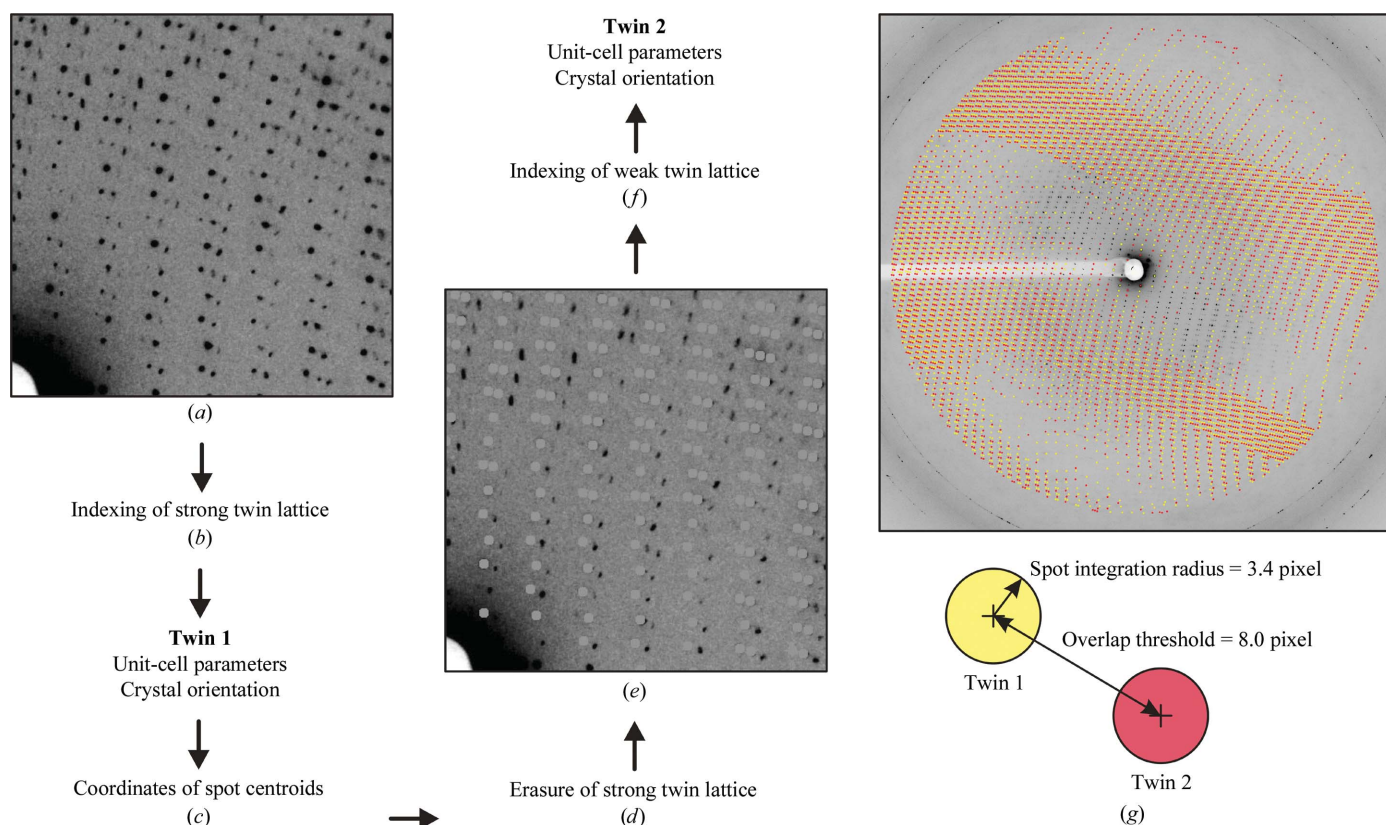 (a)
Indexing of strong twin lattice
(b)
Twin 1
Unit-cell parameters
Crystal orientation
Coordinates of spot centroids
(c)
Twin 2
Unit-cell parameters
Crystal orientation
Indexing of weak twin lattice
(f)
(e)
Erasure of strong twin lattice
(d)
Spot integration radius = 3.4 pixel
Overlap threshold = 8.0 pixel
Twin 1
Twin 2
(g)